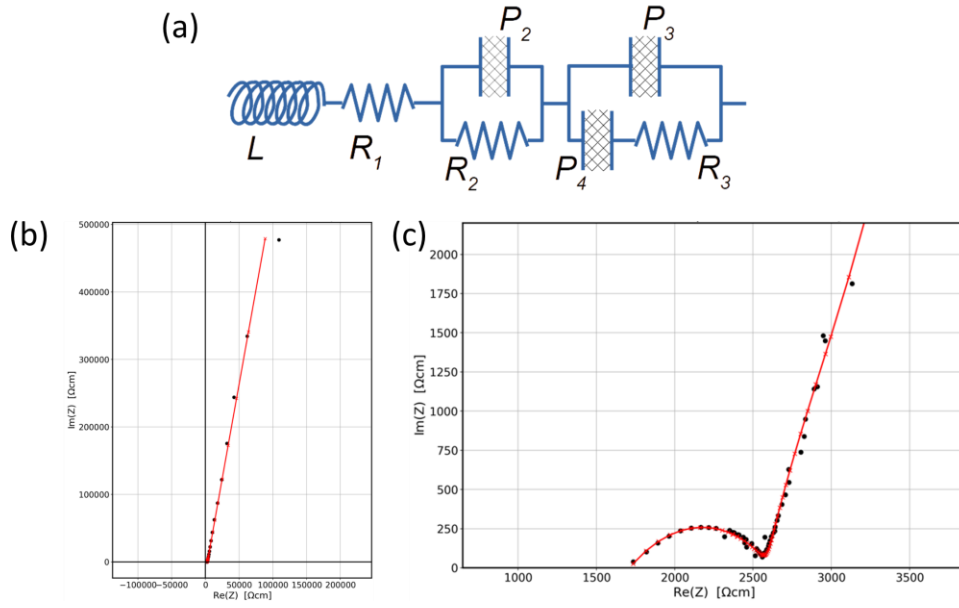 (a)
P2
P3
L
R1
R2
P4
R3
(b)
500000
400000
300000
200000
100000
0
Im(Z) [Ωcm]
−100000 −50000 0 50000 100000 150000 200000
Re(Z) [Ωcm]
(c)
2000
1750
1500
1250
1000
750
500
250
0
Im(Z) [Ωcm]
1000 1500 2000 2500 3000 3500
Re(Z) [Ωcm]